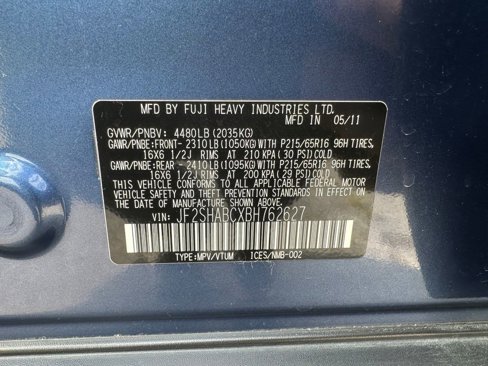 MFD BY FUJI HEAVY INDUSTRIES LTD.
MFD IN 05/11
GVWR/PNBV: 4480LB(2035KG)
GAWR/PNBE:FRONT- 2310LB(1050KG)WITH P215/65R16 96H TIRES,
16X6 1/2J RIMS AT 210 KPA(30 PSI)COLD
GAWR/PNBE:REAR - 2410LB(1095KG)WITH P215/65R16 96H TIRES,
16X6 1/2J RIMS AT 200 KPA(29 PSI)COLD
THIS VEHICLE CONFORMS TO ALL APPLICABLE FEDERAL MOTOR
VEHICLE SAFETY AND THEFT PREVENTION STANDARDS IN EFFECT ON
THE DATE OF MANUFACTURE SHOWN ABOVE.
VIN: JF2SHABCXBH762627
TYPE:MPV/VTUM ICES/NMB-002